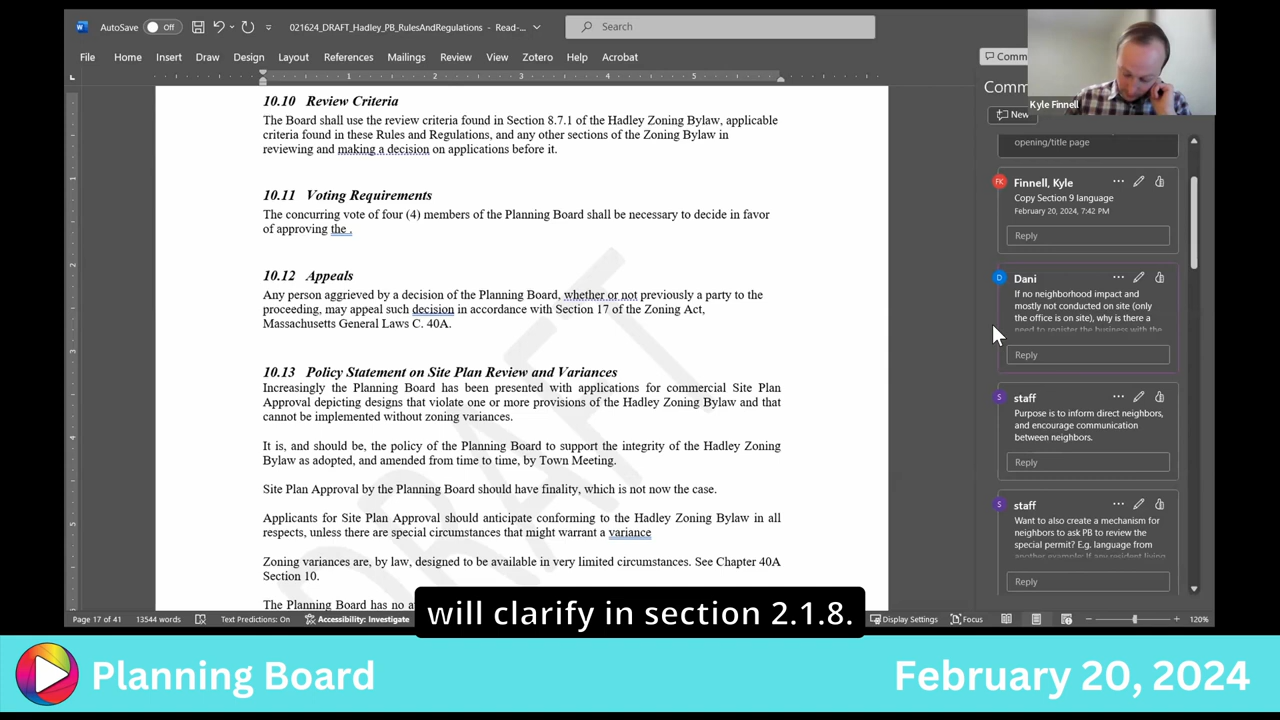 AutoSave Off 021624_DRAFT_Hadley_PB_RulesAndRegulations - Read-... Search
File Home Insert Draw Design Layout References Mailings Review View Zotero Help Acrobat
10.10 Review Criteria
The Board shall use the review criteria found in Section 8.7.1 of the Hadley Zoning Bylaw, applicable
criteria found in these Rules and Regulations, and any other sections of the Zoning Bylaw in
reviewing and making a decision on applications before it.
10.11 Voting Requirements
The concurring vote of four (4) members of the Planning Board shall be necessary to decide in favor
of approving the .
10.12 Appeals
Any person aggrieved by a decision of the Planning Board, whether or not previously a party to the
proceeding, may appeal such decision in accordance with Section 17 of the Zoning Act,
Massachusetts General Laws C. 40A.
10.13 Policy Statement on Site Plan Review and Variances
Increasingly the Planning Board has been presented with applications for commercial Site Plan
Approval depicting designs that violate one or more provisions of the Hadley Zoning Bylaw and that
cannot be implemented without zoning variances.
It is, and should be, the policy of the Planning Board to support the integrity of the Hadley Zoning
Bylaw as adopted, and amended from time to time, by Town Meeting.
Site Plan Approval by the Planning Board should have finality, which is not now the case.
Applicants for Site Plan Approval should anticipate conforming to the Hadley Zoning Bylaw in all
respects, unless there are special circumstances that might warrant a variance
Zoning variances are, by law, designed to be available in very limited circumstances. See Chapter 40A
Section 10.
The Planning Board has no
DRAFT
Kyle Finnell
New
opening/title page
FK Finnell, Kyle
Copy Section 9 language
February 20, 2024, 7:42 PM
Reply
D Dani
If no neighborhood impact and
mostly not conducted on site (only
the office is on site), why is there a
need to register the business with the
Reply
S staff
Purpose is to inform direct neighbors,
and encourage communication
between neighbors.
Reply
S staff
Want to also create a mechanism for
neighbors to ask PB to review the
special permit? E.g. language from
another example: If any resident living
Reply
will clarify in section 2.1.8.
Page 17 of 41 13544 words Text Predictions: On Accessibility: Investigate Display Settings Focus 120%
Planning Board
February 20, 2024